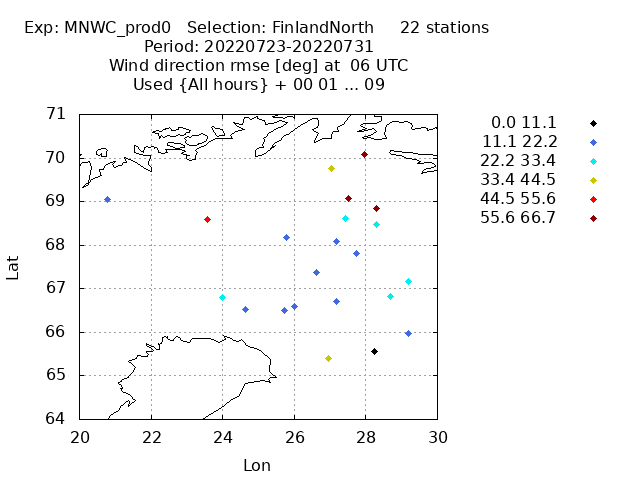 Exp: MNWC_prod0   Selection: FinlandNorth     22 stations
Period: 20220723-20220731
Wind direction rmse [deg] at  06 UTC
Used {All hours} + 00 01 ... 09
0.0 11.1
11.1 22.2
22.2 33.4
33.4 44.5
44.5 55.6
55.6 66.7
71
70
69
68
67
66
65
64
Lat
20 22 24 26 28 30
Lon